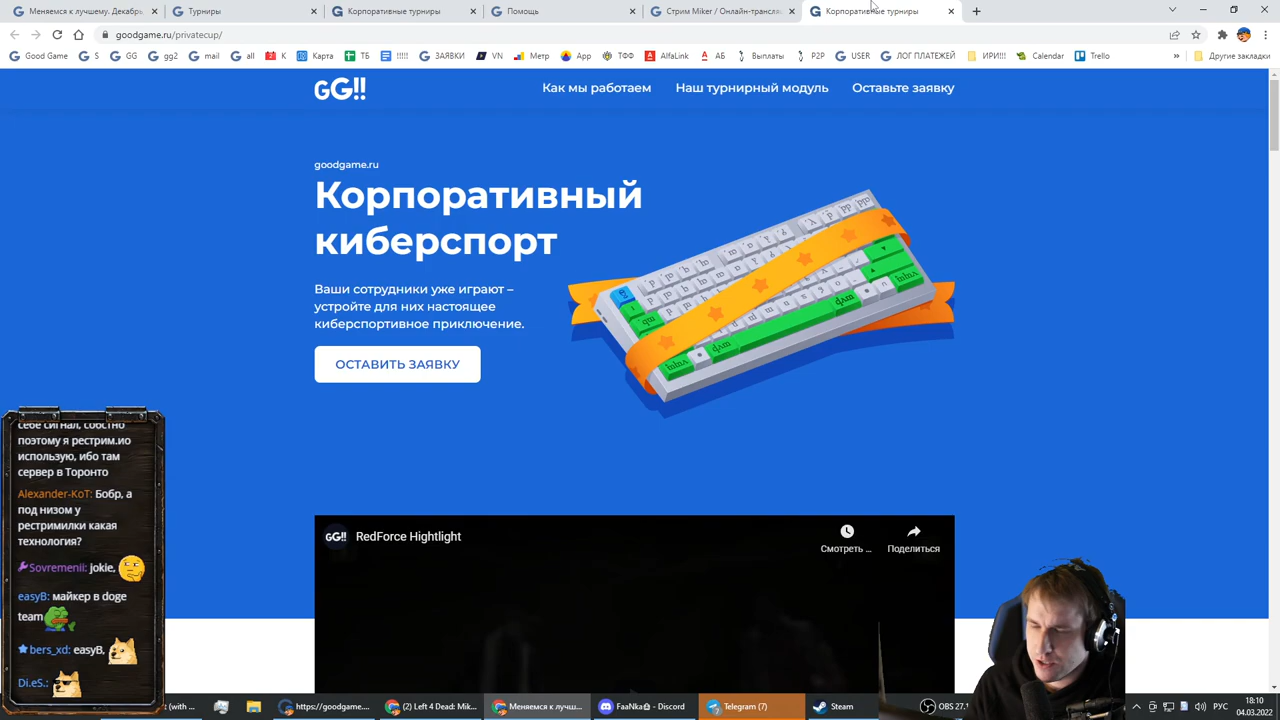 Меняемся к лучшему. Декабрь
Турниры
Корпоративные турниры
Помощь
Стрим Miker / Онлайн-трансля
Корпоративные турниры
goodgame.ru/privatecup/
Good Game
S
GG
gg2
mail
all
К
Карта
ТБ
!!!!!
ЗАЯВКИ
VN
Метр
App
ТФФ
AlfaLink
АБ
Выплаты
P2P
USER
ЛОГ ПЛАТЕЖЕЙ
ИРИ!!!
Calendar
Trello
»
Другие закладки
GG!!
Как мы работаем
Наш турнирный модуль
Оставьте заявку
goodgame.ru
Корпоративный
киберспорт
Ваши сотрудники уже играют –
устройте для них настоящее
киберспортивное приключение.
ОСТАВИТЬ ЗАЯВКУ
GG!!
RedForce Hightlight
Смотреть ...
Поделиться
себе сигнал, собстно
поэтому я рестрим.ио
использую, ибо там
сервер в Торонто
Alexander-KoT: Бобр, а
под низом у
рестримилки какая
технология?
Sovremenii: jokie,
easyB: майкер в doge
team
bers_xd: easyB,
Di.eS.:
(with ...
https://goodgame....
(2) Left 4 Dead: Mik...
Меняемся к лучш...
FaaNka - Discord
Telegram (7)
Steam
OBS 27.1
РУС
18:10
04.03.2022